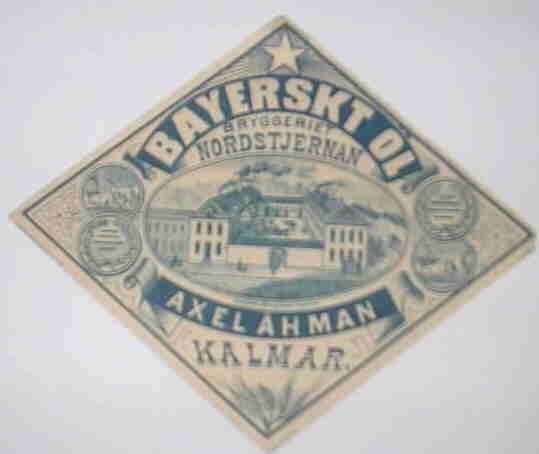 BAYERSKT ÖL
BRYGGERIET
NORDSTJERNAN
AXEL ÅHMAN
KALMAR.